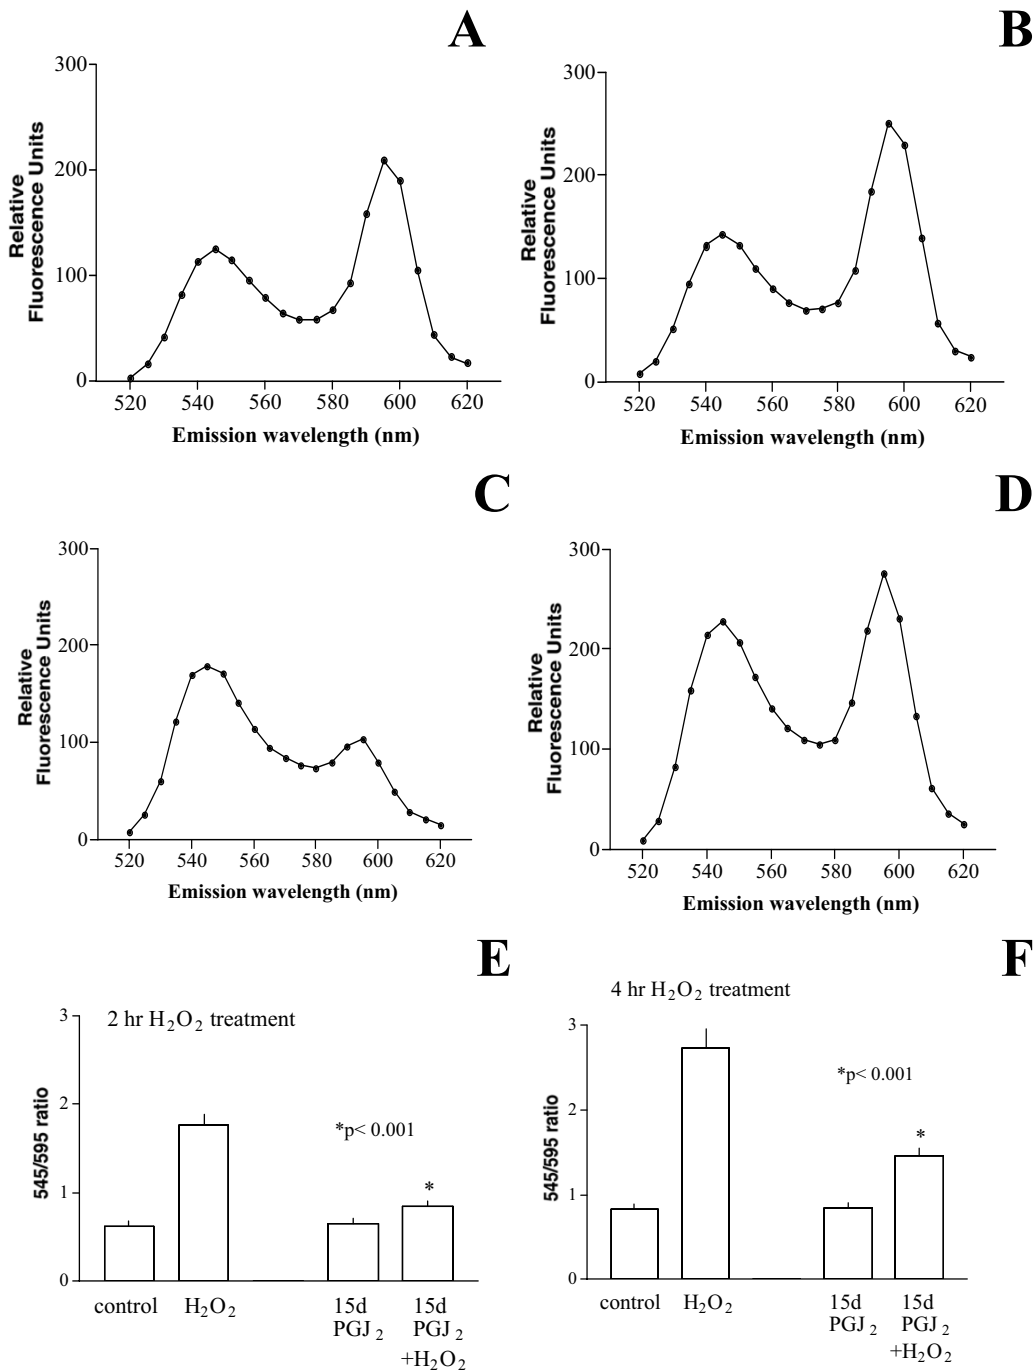 A
B
300
200
100
0
Relative
Fluorescence Units
520
540
560
580
600
620
Emission wavelength (nm)
300
200
100
0
Relative
Fluorescence Units
520
540
560
580
600
620
Emission wavelength (nm)
C
D
300
200
100
0
Relative
Fluorescence Units
520
540
560
580
600
620
Emission wavelength (nm)
300
200
100
0
Relative
Fluorescence Units
520
540
560
580
600
620
Emission wavelength (nm)
E
2 hr H₂O₂ treatment
3
2
1
0
545/595 ratio
*p< 0.001
*
control
H₂O₂
15d
PGJ₂
15d
PGJ₂
+H₂O₂
F
4 hr H₂O₂ treatment
3
2
1
0
545/595 ratio
*p< 0.001
*
control
H₂O₂
15d
PGJ₂
15d
PGJ₂
+H₂O₂